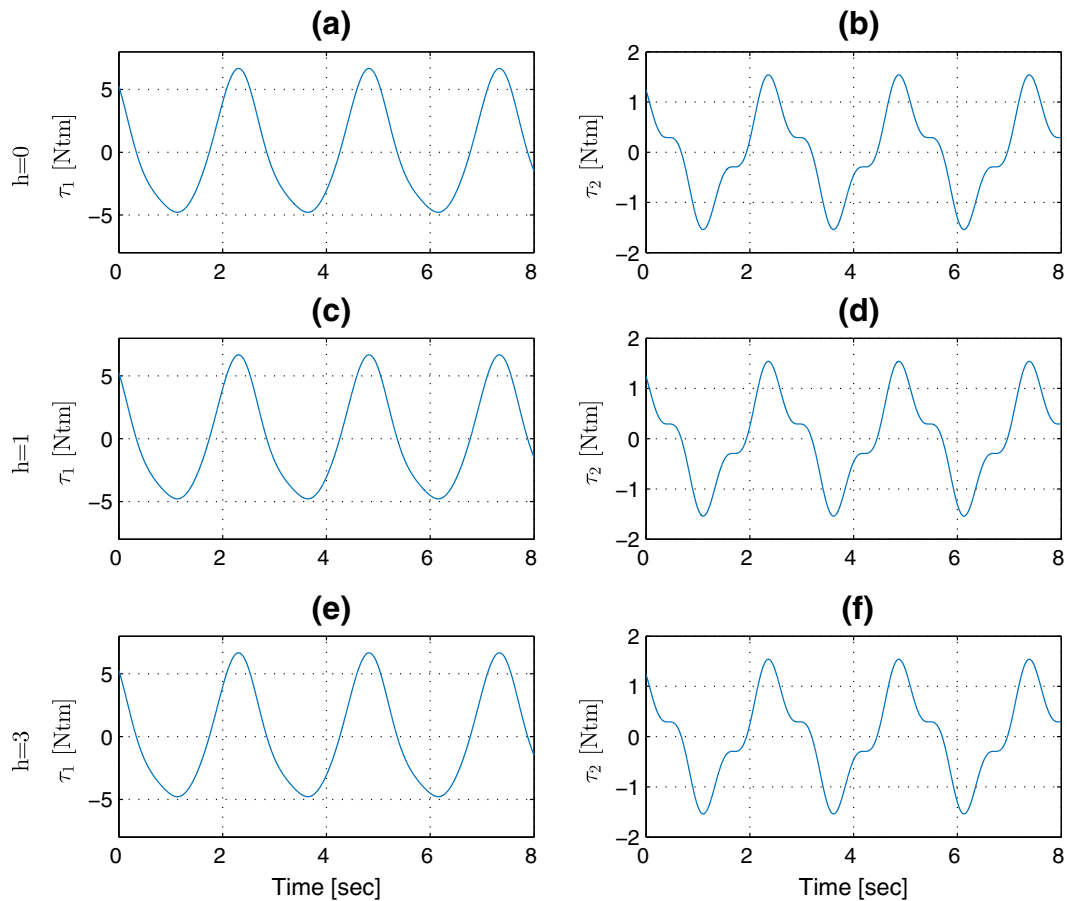 (a)
h=0
τ₁ [Ntm]
5
0
−5
0 2 4 6 8
(b)
τ₂ [Ntm]
2
1
0
−1
−2
0 2 4 6 8
(c)
h=1
τ₁ [Ntm]
5
0
−5
0 2 4 6 8
(d)
τ₂ [Ntm]
2
1
0
−1
−2
0 2 4 6 8
(e)
h=3
τ₁ [Ntm]
5
0
−5
0 2 4 6 8
Time [sec]
(f)
τ₂ [Ntm]
2
1
0
−1
−2
0 2 4 6 8
Time [sec]